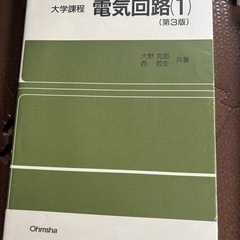 大学課程 電気回路(1)
(第3版)
大野克郎
西 哲生 共著
Ohmsha